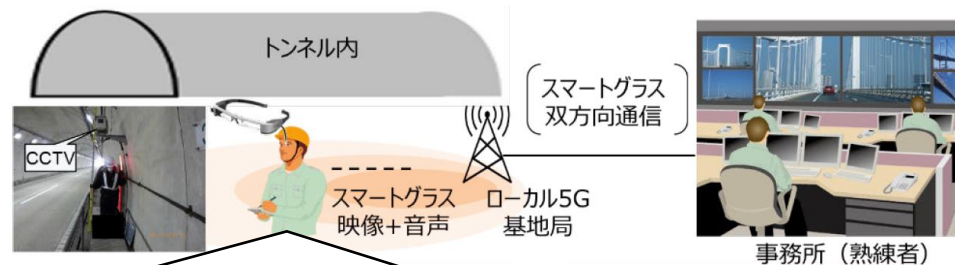 トンネル内
スマートグラス
双方向通信
CCTV
スマートグラス
映像+音声
ローカル5G
基地局
事務所（熟練者）